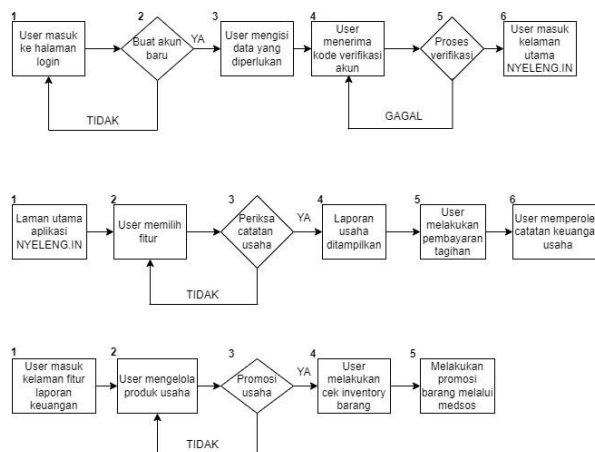 1
User masuk
ke halaman
login
2
Buat akun
baru
YA
3
User mengisi
data yang
diperlukan
4
User
menerima
kode verifikasi
akun
5
Proses
verifikasi
6
User masuk
kelaman
utama
NYELENG.IN
TIDAK
GAGAL
1
Laman utama
aplikasi
NYELENG.IN
2
User memilih
fitur
3
Periksa
catatan
usaha
YA
4
Laporan
usaha
ditampilkan
5
User
melakukan
pembayaran
tagihan
6
User memperole
catatan keuanga
usaha
TIDAK
1
User masuk
kelaman fitur
laporan
keuangan
2
User mengelola
produk usaha
3
Promosi
usaha
YA
4
User
melakukan
cek inventory
barang
5
Melakukan
promosi
barang melalui
medsos
TIDAK